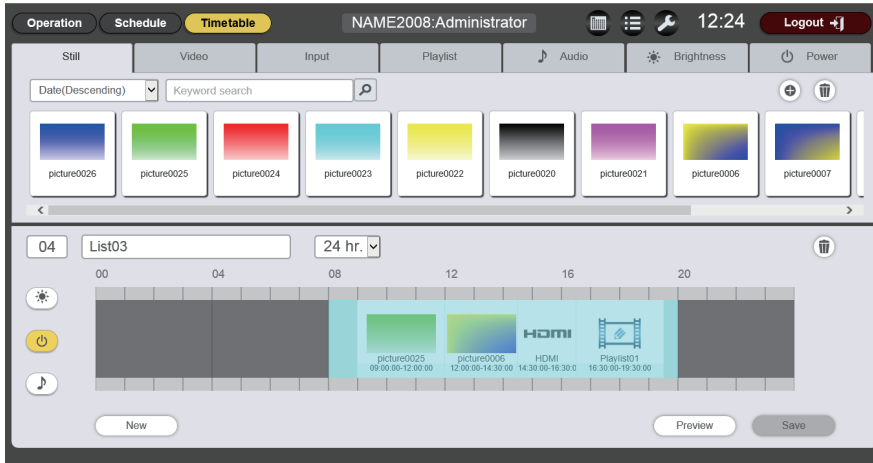 Operation Schedule Timetable NAME2008:Administrator 12:24 Logout
Still Video Input Playlist Audio Brightness Power
Date(Descending) Keyword search
picture0026 picture0025 picture0024 picture0023 picture0022 picture0020 picture0021 picture0006 picture0007
04 List03 24 hr.
00 04 08 12 16 20
HDMI
picture0025 picture0006 HDMI Playlist01
09:00:00-12:00:00 12:00:00-14:30:00 14:30:00-16:30:0 16:30:00-19:30:00
New Preview Save